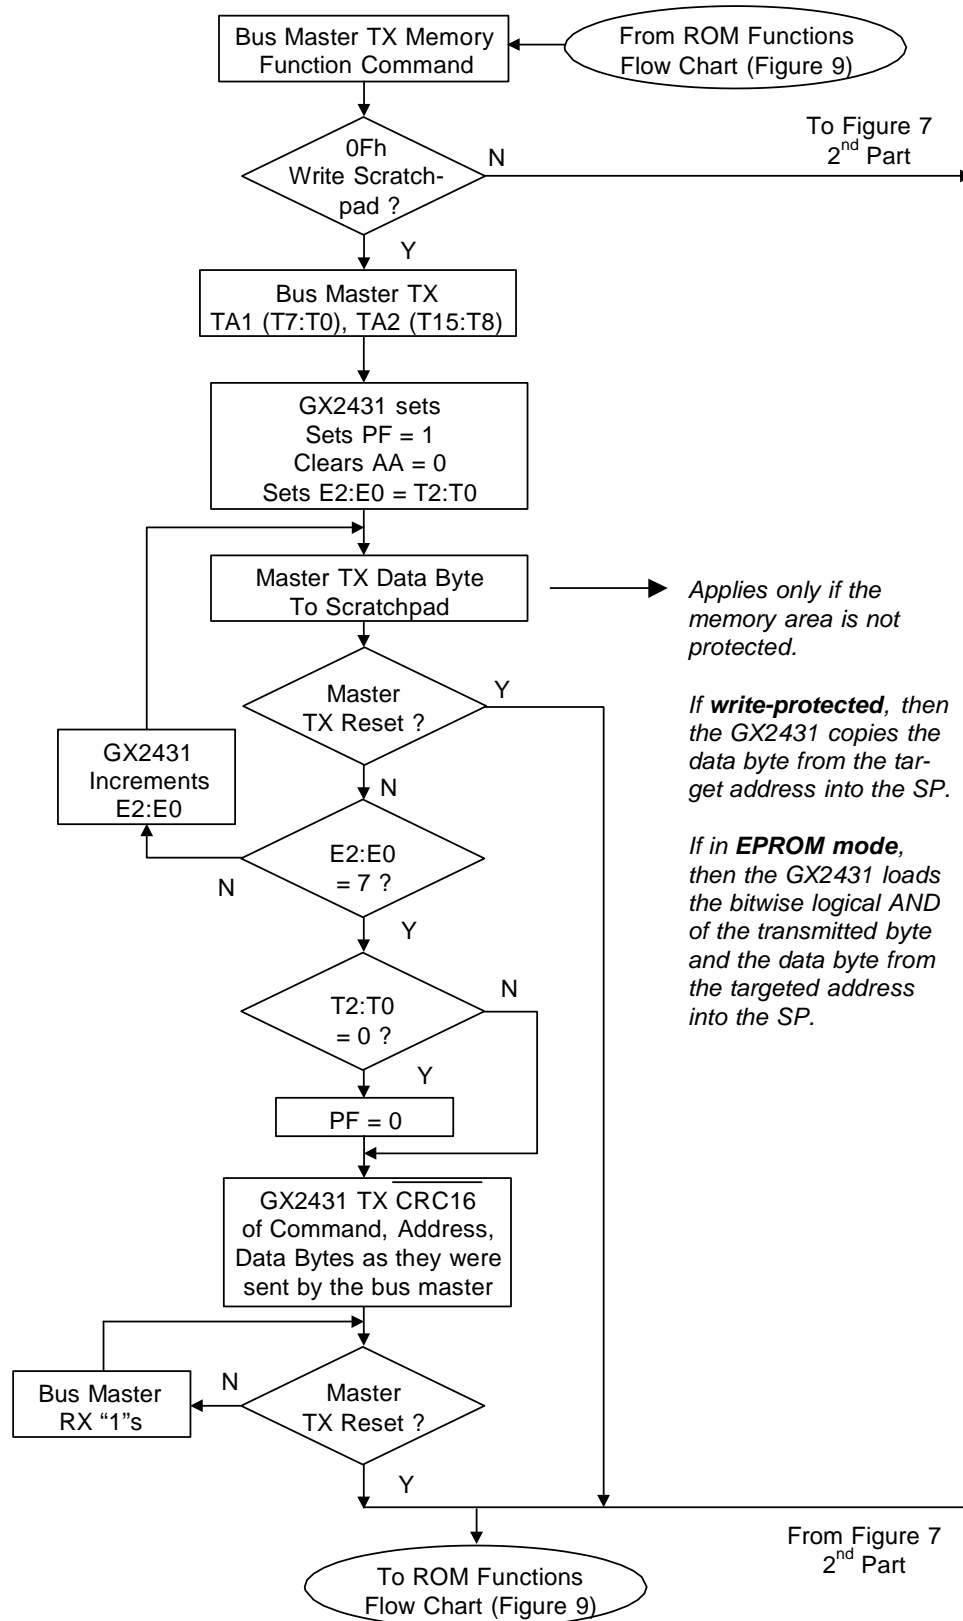 Bus Master TX Memory
Function Command
From ROM Functions
Flow Chart (Figure 9)
To Figure 7
2nd Part
0Fh
Write Scratch-
pad ?
N
Y
Bus Master TX
TA1 (T7:T0), TA2 (T15:T8)
GX2431 sets
Sets PF = 1
Clears AA = 0
Sets E2:E0 = T2:T0
Master TX Data Byte
To Scratchpad
Applies only if the
memory area is not
protected.
If write-protected, then
the GX2431 copies the
data byte from the tar-
get address into the SP.
If in EPROM mode,
then the GX2431 loads
the bitwise logical AND
of the transmitted byte
and the data byte from
the targeted address
into the SP.
Master
TX Reset ?
Y
N
GX2431
Increments
E2:E0
E2:E0
= 7 ?
N
Y
T2:T0
= 0 ?
N
Y
PF = 0
GX2431 TX CRC16
of Command, Address,
Data Bytes as they were
sent by the bus master
Master
TX Reset ?
N
Bus Master
RX “1”s
Y
From Figure 7
2nd Part
To ROM Functions
Flow Chart (Figure 9)